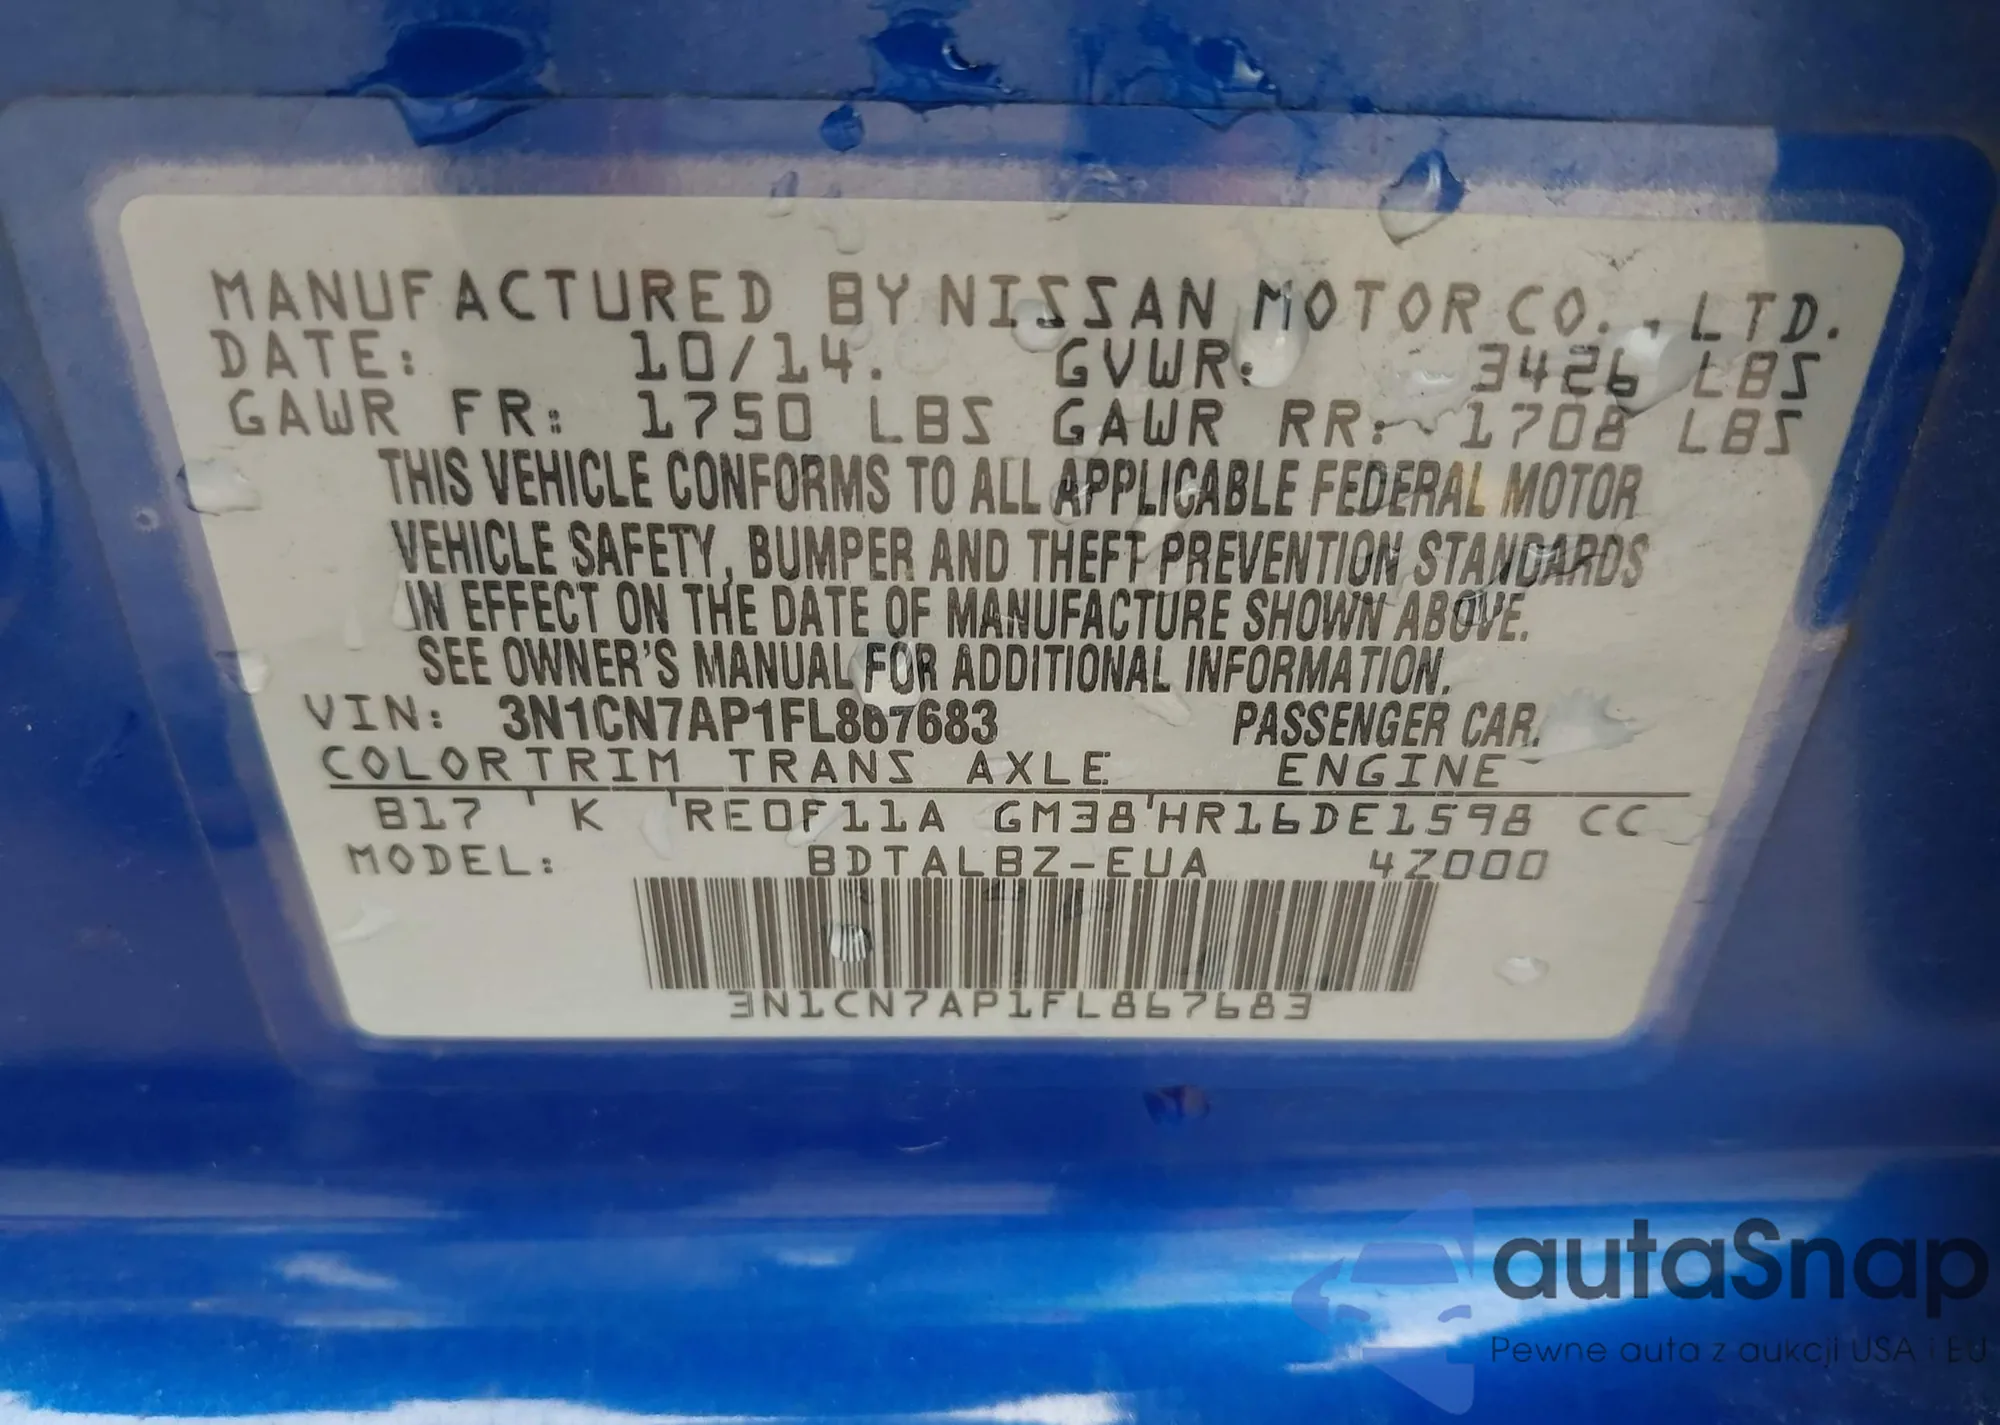 MANUFACTURED BY NISSAN MOTOR CO., LTD.
DATE: 10/14. GVWR: 3426 LBS
GAWR FR: 1750 LBS GAWR RR: 1708 LBS
THIS VEHICLE CONFORMS TO ALL APPLICABLE FEDERAL MOTOR
VEHICLE SAFETY, BUMPER AND THEFT PREVENTION STANDARDS
IN EFFECT ON THE DATE OF MANUFACTURE SHOWN ABOVE.
SEE OWNER'S MANUAL FOR ADDITIONAL INFORMATION.
VIN: 3N1CN7AP1FL867683 PASSENGER CAR.
COLOR TRIM TRANS AXLE ENGINE
B17 K RE0F11A GM38 HR16DE1598 CC
MODEL: BDTALBZ-EUA 4Z000
3N1CN7AP1FL867683
autaSnap
Pewne auta z aukcji USA i EU